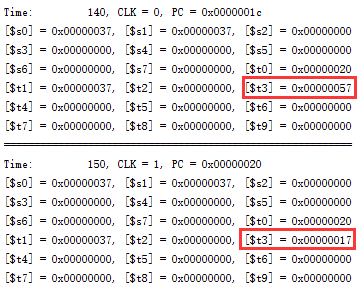 Time: 140, CLK = 0, PC = 0x0000001c
[$s0] = 0x00000037, [$s1] = 0x00000037, [$s2] = 0x00000000
[$s3] = 0x00000000, [$s4] = 0x00000000, [$s5] = 0x00000000
[$s6] = 0x00000000, [$s7] = 0x00000000, [$t0] = 0x00000020
[$t1] = 0x00000037, [$t2] = 0x00000000, [$t3] = 0x00000057
[$t4] = 0x00000000, [$t5] = 0x00000000, [$t6] = 0x00000000
[$t7] = 0x00000000, [$t8] = 0x00000000, [$t9] = 0x00000000
Time: 150, CLK = 1, PC = 0x00000020
[$s0] = 0x00000037, [$s1] = 0x00000037, [$s2] = 0x00000000
[$s3] = 0x00000000, [$s4] = 0x00000000, [$s5] = 0x00000000
[$s6] = 0x00000000, [$s7] = 0x00000000, [$t0] = 0x00000020
[$t1] = 0x00000037, [$t2] = 0x00000000, [$t3] = 0x00000017
[$t4] = 0x00000000, [$t5] = 0x00000000, [$t6] = 0x00000000
[$t7] = 0x00000000, [$t8] = 0x00000000, [$t9] = 0x00000000